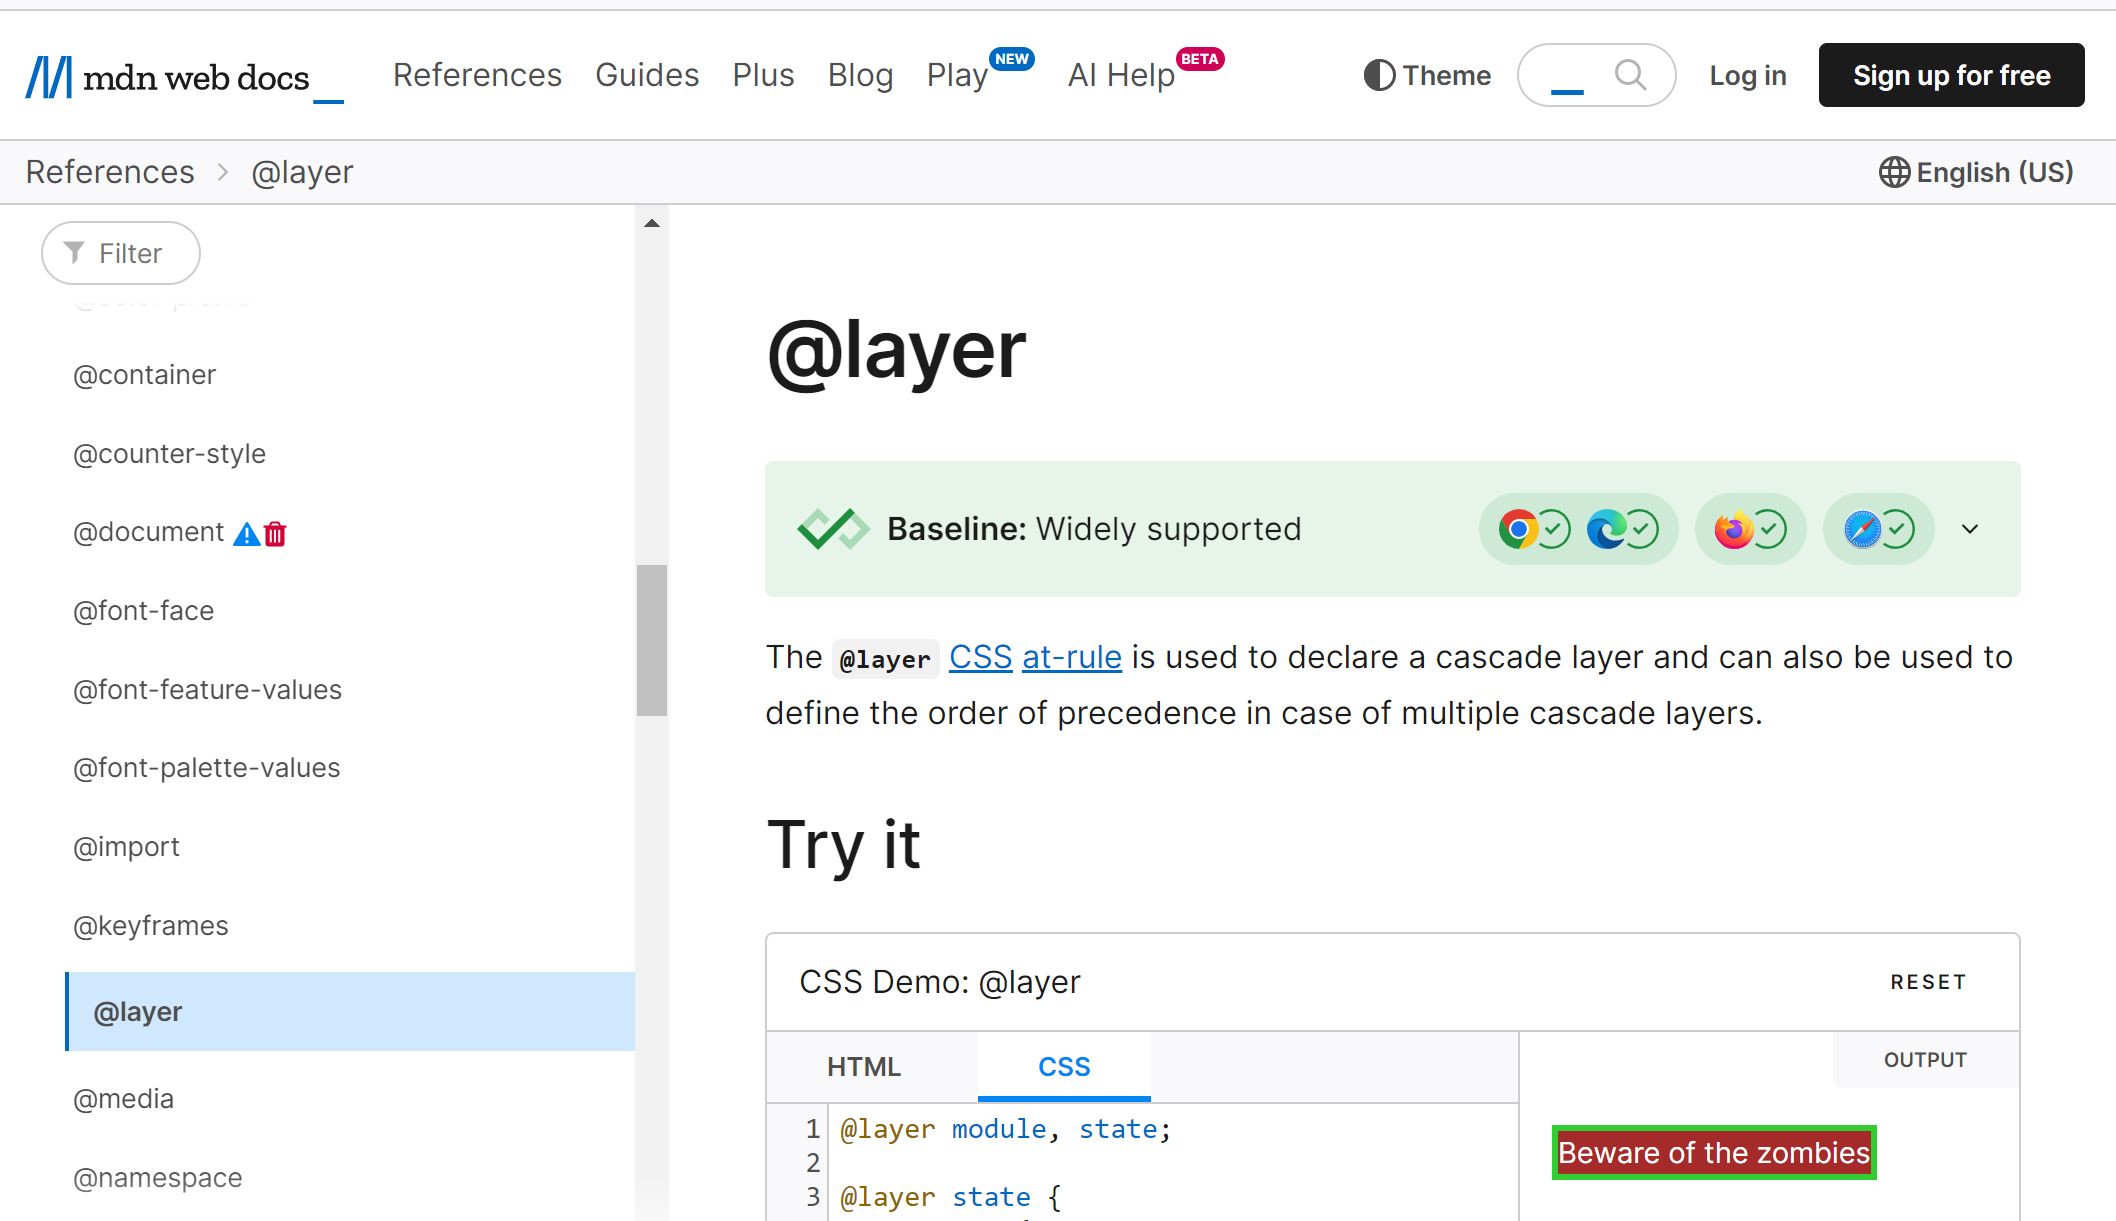 mdn web docs
References Guides Plus Blog Play NEW AI Help BETA Theme Log in Sign up for free
References > @layer English (US)
Filter
@container
@counter-style
@document
@font-face
@font-feature-values
@font-palette-values
@import
@keyframes
@layer
@media
@namespace
@layer
Baseline: Widely supported
The @layer CSS at-rule is used to declare a cascade layer and can also be used to
define the order of precedence in case of multiple cascade layers.
Try it
CSS Demo: @layer RESET
HTML CSS
OUTPUT
1 @layer module, state;
2
3 @layer state {
Beware of the zombies